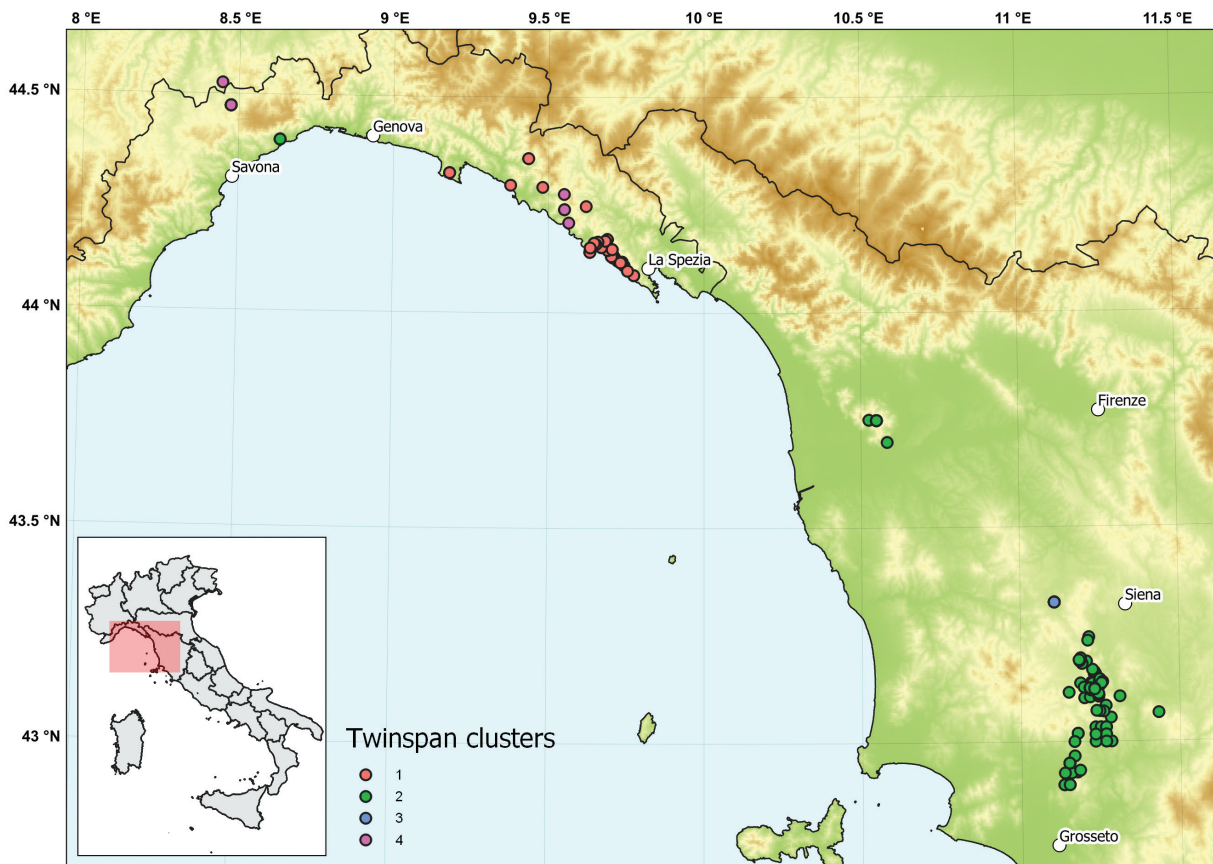 8 °E 8.5 °E 9 °E 9.5 °E 10 °E 10.5 °E 11 °E 11.5 °E
44.5 °N
Genova
Savona
La Spezia
44 °N
Firenze
43.5 °N
Siena
43 °N
Twinspan clusters
1
2
3
4
Grosseto